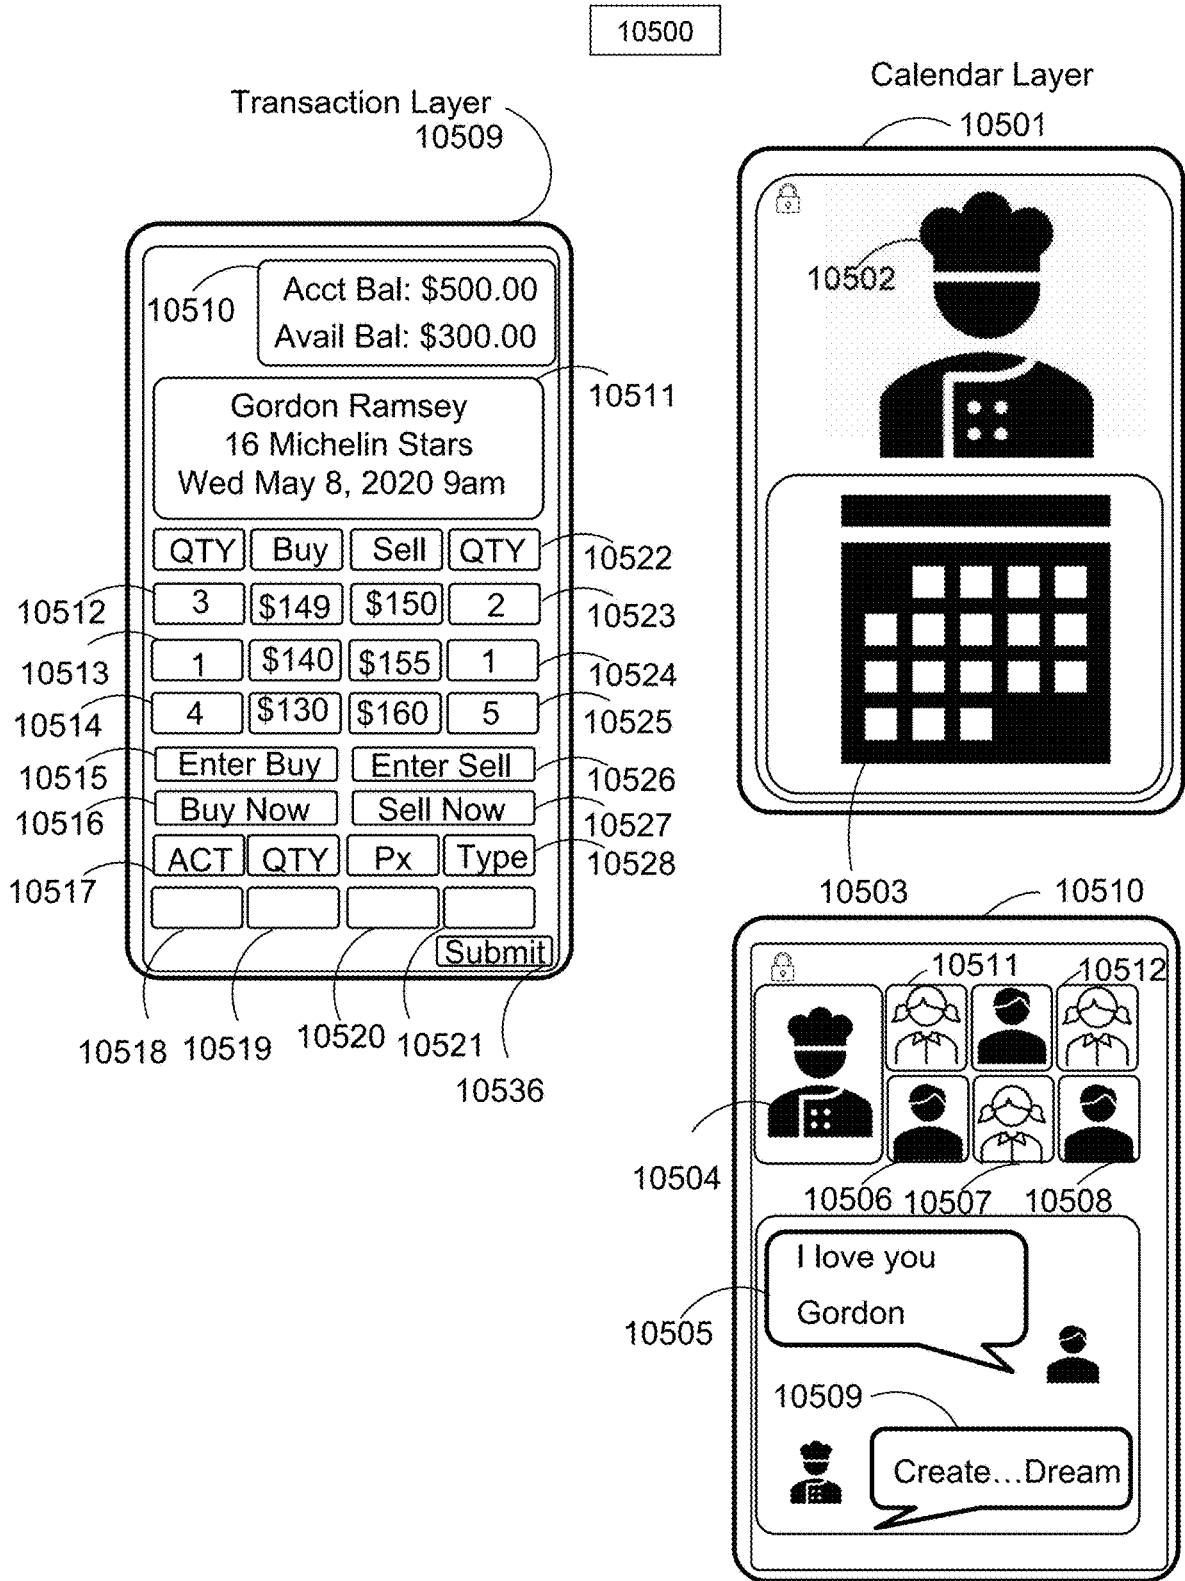 10500
Transaction Layer
10509
Calendar Layer
10501
10502
10503
10510
Acct Bal: $500.00
Avail Bal: $300.00
10511
Gordon Ramsey
16 Michelin Stars
Wed May 8, 2020 9am
QTY Buy Sell QTY
10522
10512
3 $149 $150 2
10523
10513
1 $140 $155 1
10524
10514
4 $130 $160 5
10525
10515
Enter Buy Enter Sell
10526
10516
Buy Now Sell Now
10527
10517
ACT QTY Px Type
10528
Submit
10518 10519 10520 10521
10536
10510
10511 10512
10504
10506 10507 10508
I love you
Gordon
10505
10509
Create...Dream